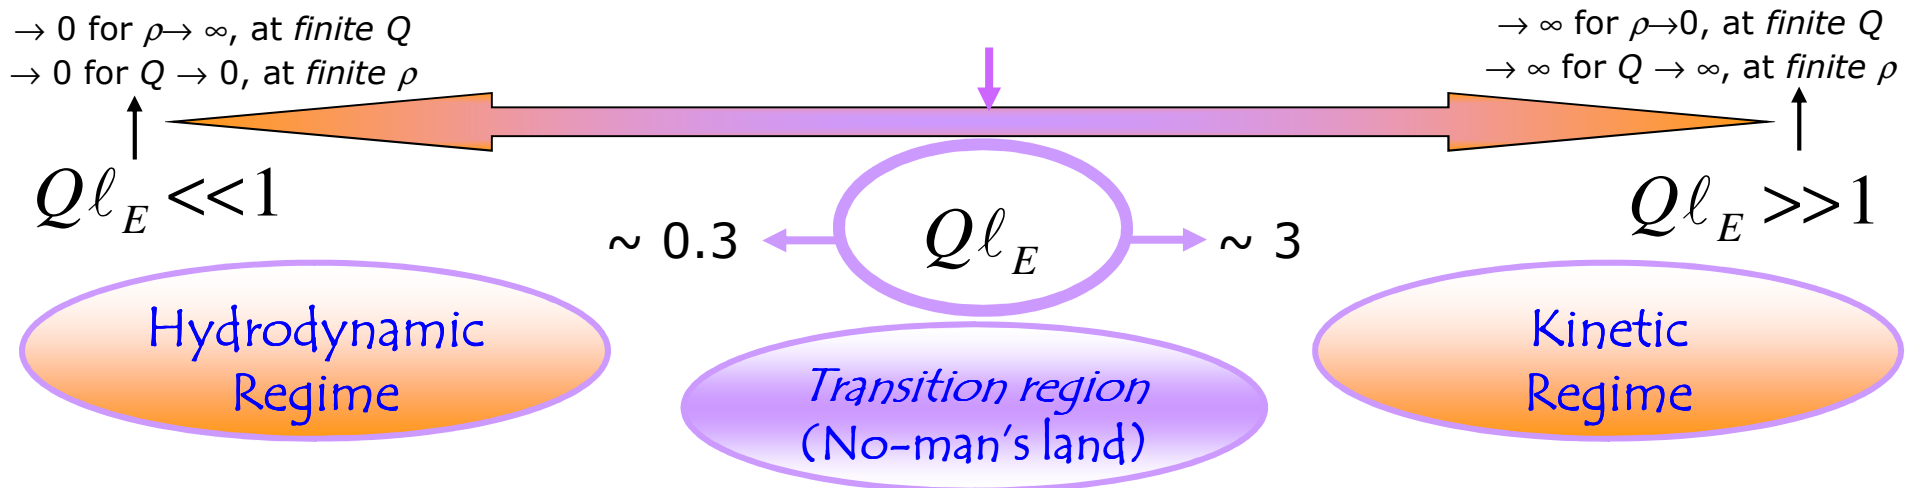 → 0 for ρ→ ∞, at finite Q
→ 0 for Q → 0, at finite ρ
→ ∞ for ρ→0, at finite Q
→ ∞ for Q → ∞, at finite ρ
Qℓ_E <<1
Qℓ_E >>1
~ 0.3
Qℓ_E
~ 3
Hydrodynamic
Regime
Transition region
(No-man's land)
Kinetic
Regime